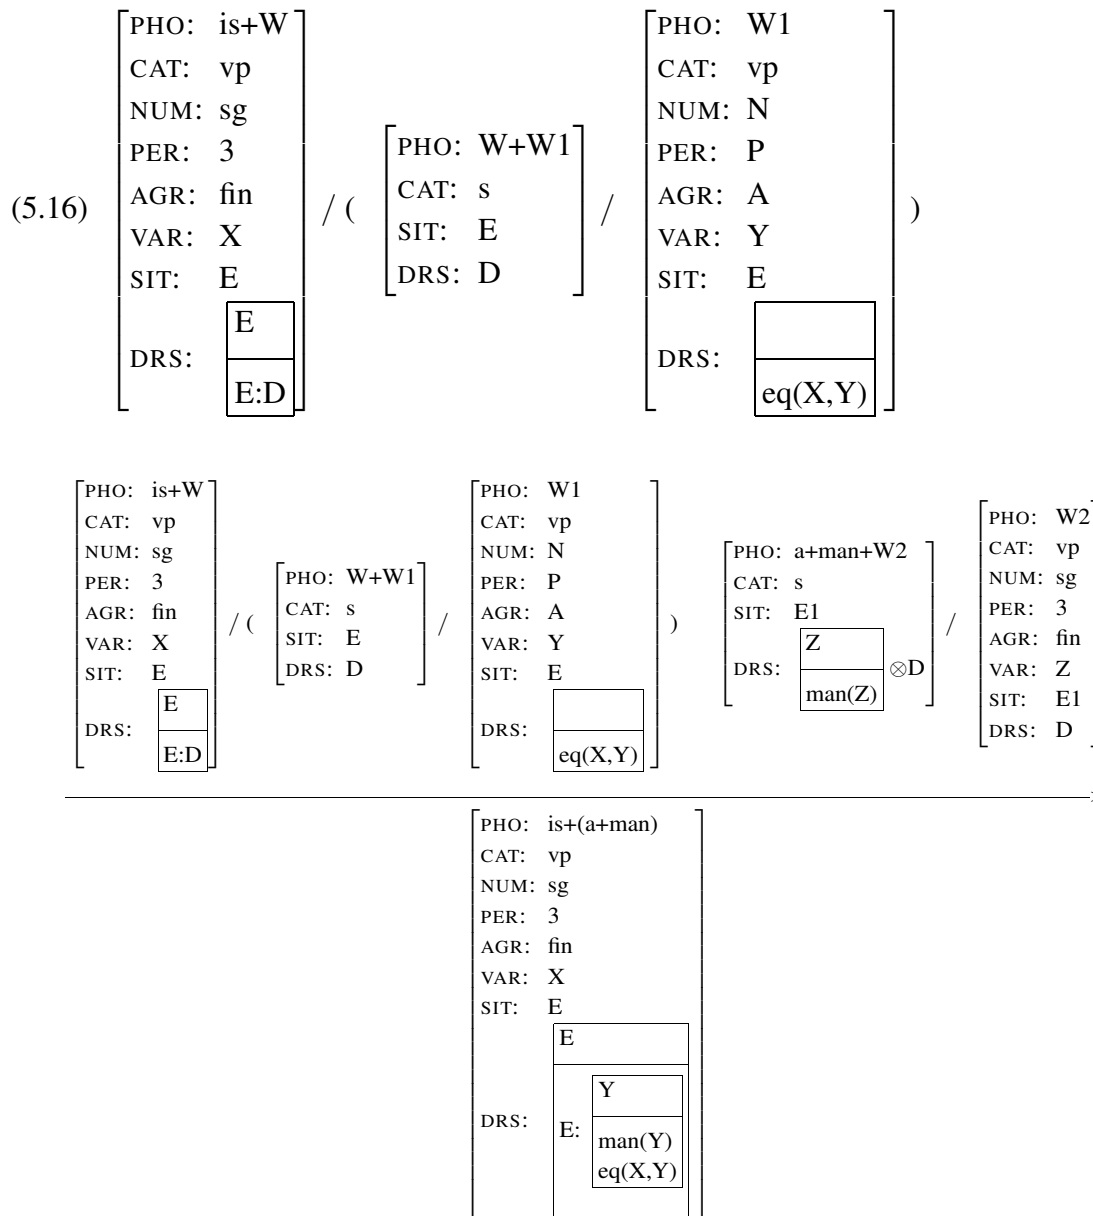 (5.16)
PHO: is+W
CAT: vp
NUM: sg
PER: 3
AGR: fin
VAR: X
SIT: E
DRS:
E
E:D
/ (
PHO: W+W1
CAT: s
SIT: E
DRS: D
/
PHO: W1
CAT: vp
NUM: N
PER: P
AGR: A
VAR: Y
SIT: E
DRS:
eq(X,Y)
)
PHO: is+W
CAT: vp
NUM: sg
PER: 3
AGR: fin
VAR: X
SIT: E
DRS:
E
E:D
/ (
PHO: W+W1
CAT: s
SIT: E
DRS: D
/
PHO: W1
CAT: vp
NUM: N
PER: P
AGR: A
VAR: Y
SIT: E
DRS:
eq(X,Y)
)
PHO: a+man+W2
CAT: s
SIT: E1
DRS:
Z
man(Z)
⊗D
/
PHO: W2
CAT: vp
NUM: sg
PER: 3
AGR: fin
VAR: Z
SIT: E1
DRS: D
PHO: is+(a+man)
CAT: vp
NUM: sg
PER: 3
AGR: fin
VAR: X
SIT: E
DRS:
E
E:
Y
man(Y)
eq(X,Y)